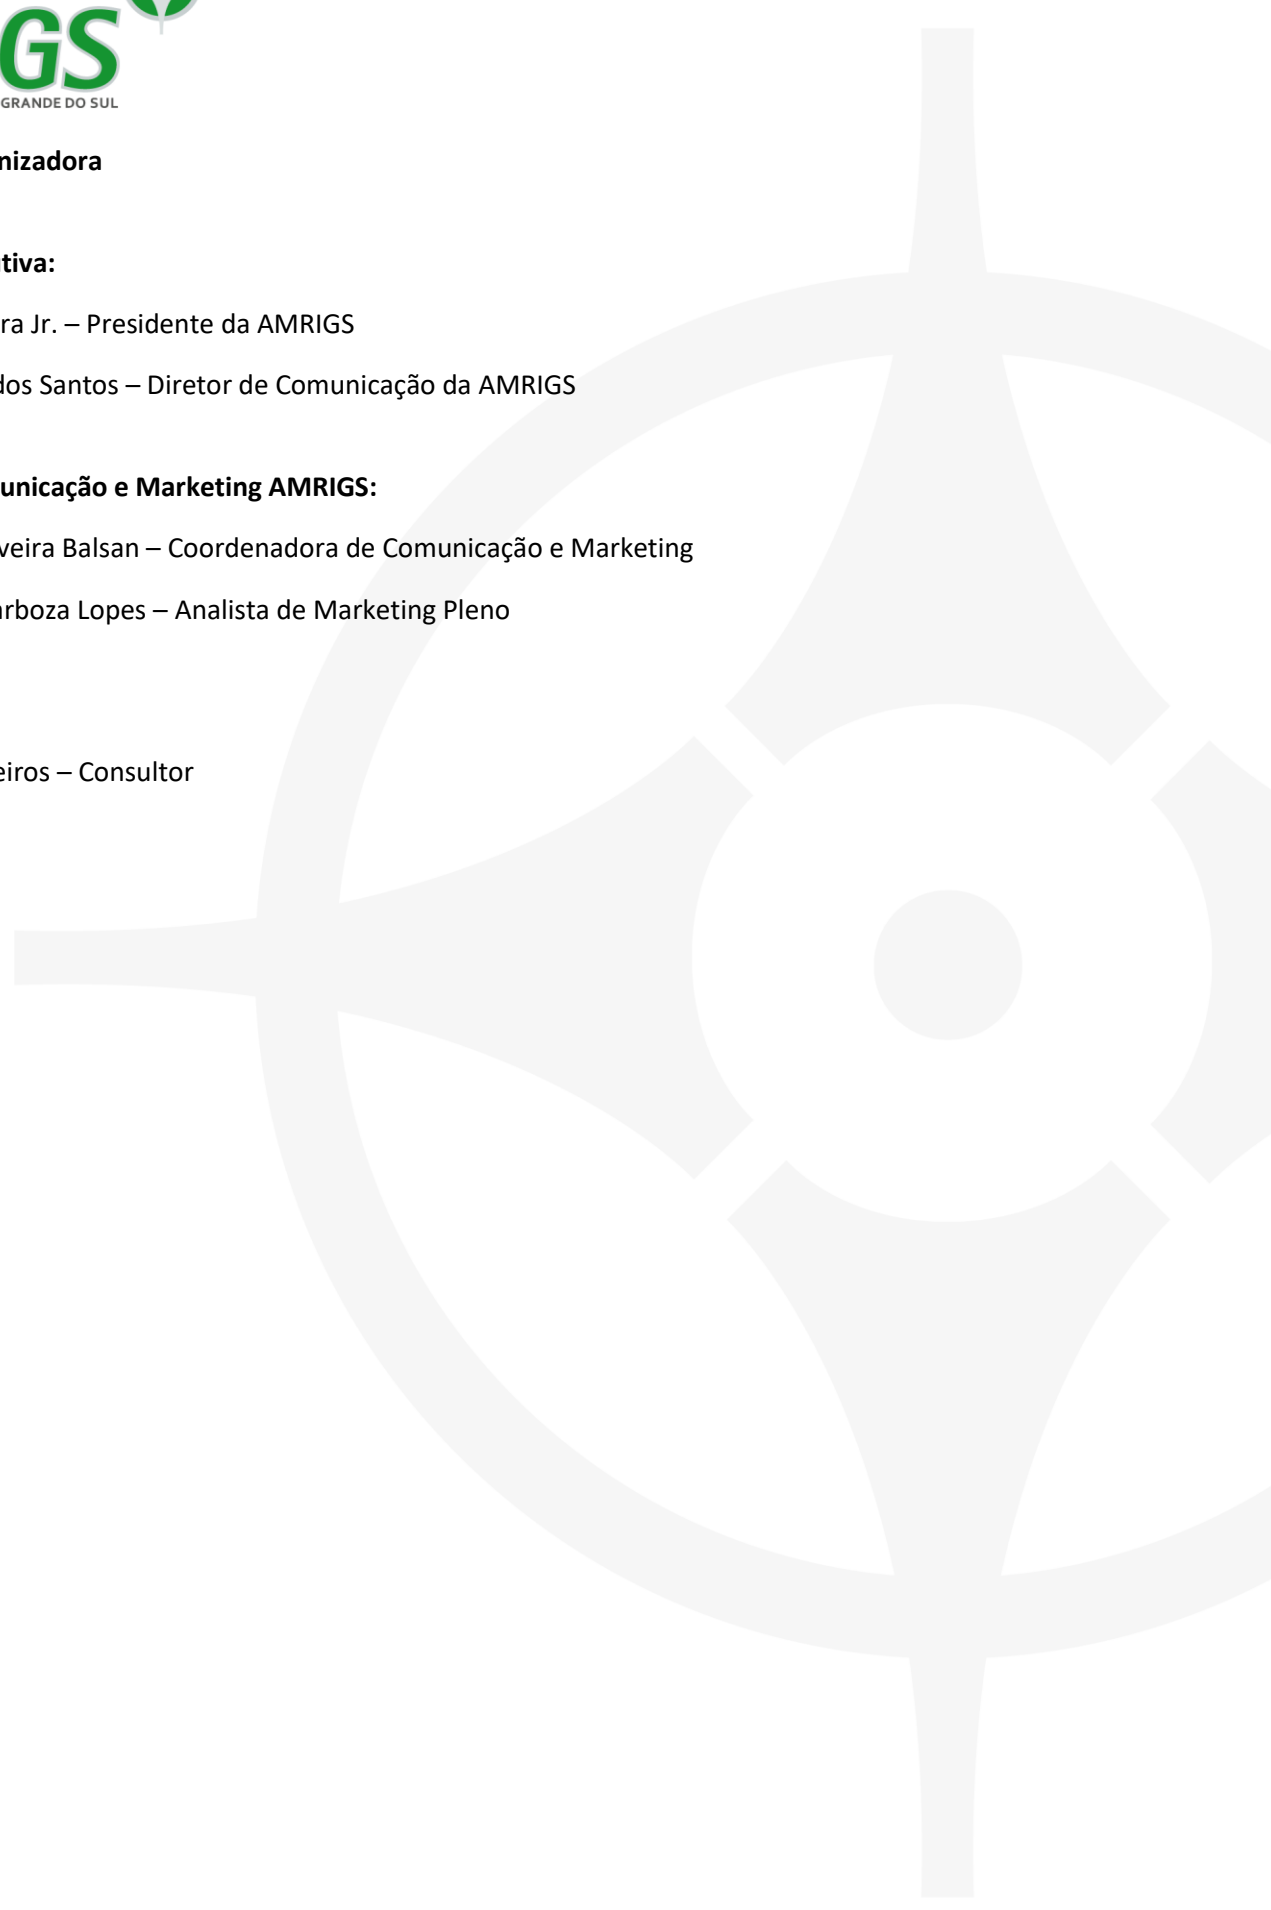 GS
GRANDE DO SUL
nizadora
tiva:
ra Jr. – Presidente da AMRIGS
dos Santos – Diretor de Comunicação da AMRIGS
unicação e Marketing AMRIGS:
veira Balsan – Coordenadora de Comunicação e Marketing
arboza Lopes – Analista de Marketing Pleno
eiros – Consultor